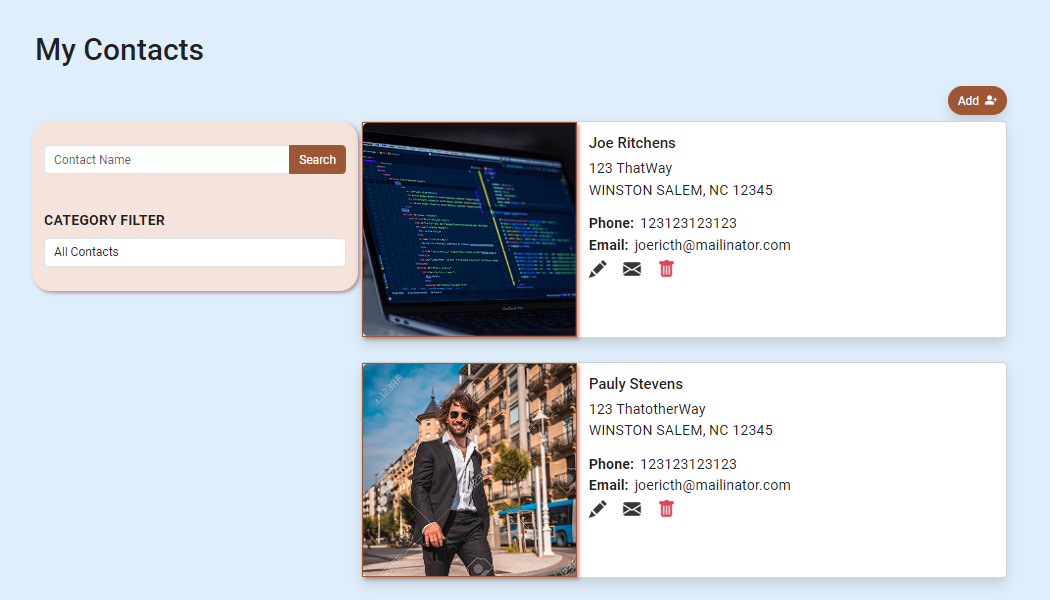 My Contacts
Add
Contact Name
Search
CATEGORY FILTER
All Contacts
Joe Ritchens
123 ThatWay
WINSTON SALEM, NC 12345
Phone: 123123123123
Email: joericth@mailinator.com
Pauly Stevens
123 ThatotherWay
WINSTON SALEM, NC 12345
Phone: 123123123123
Email: joericth@mailinator.com
123RF